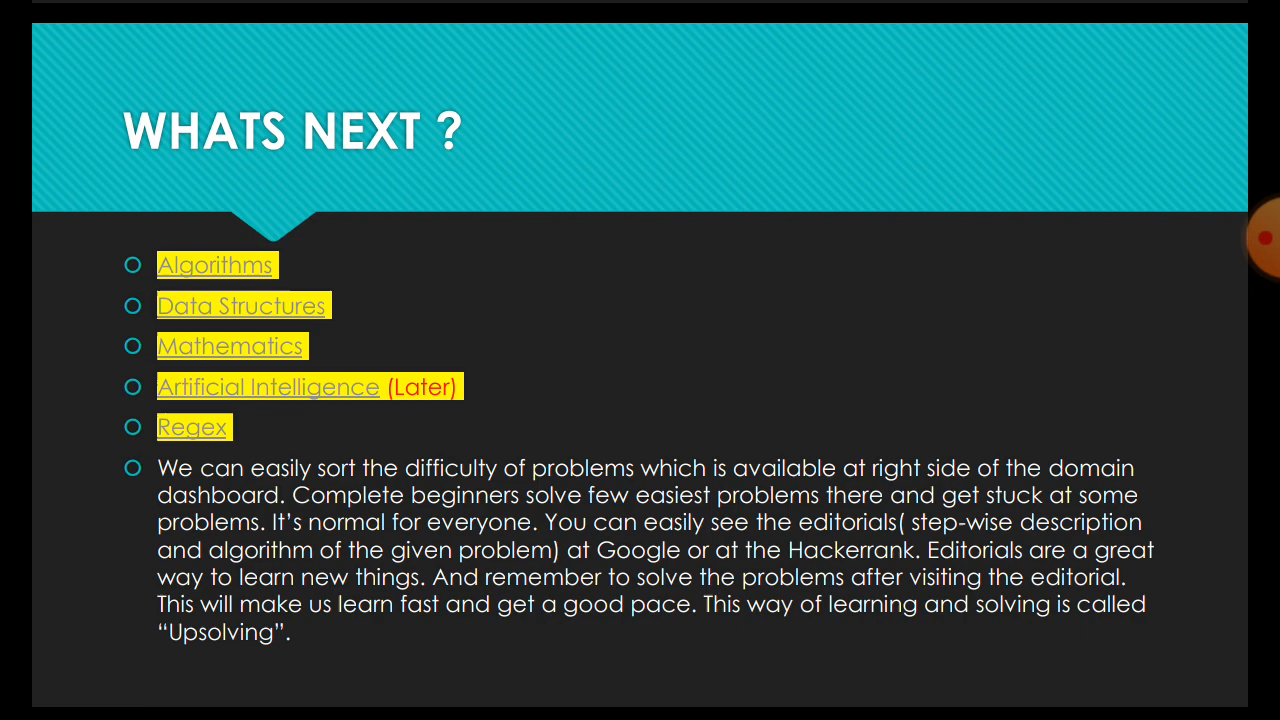 WHATS NEXT ?
Algorithms
Data Structures
Mathematics
Artificial Intelligence (Later)
Regex
We can easily sort the difficulty of problems which is available at right side of the domain
dashboard. Complete beginners solve few easiest problems there and get stuck at some
problems. It’s normal for everyone. You can easily see the editorials( step-wise description
and algorithm of the given problem) at Google or at the Hackerrank. Editorials are a great
way to learn new things. And remember to solve the problems after visiting the editorial.
This will make us learn fast and get a good pace. This way of learning and solving is called
“Upsolving”.